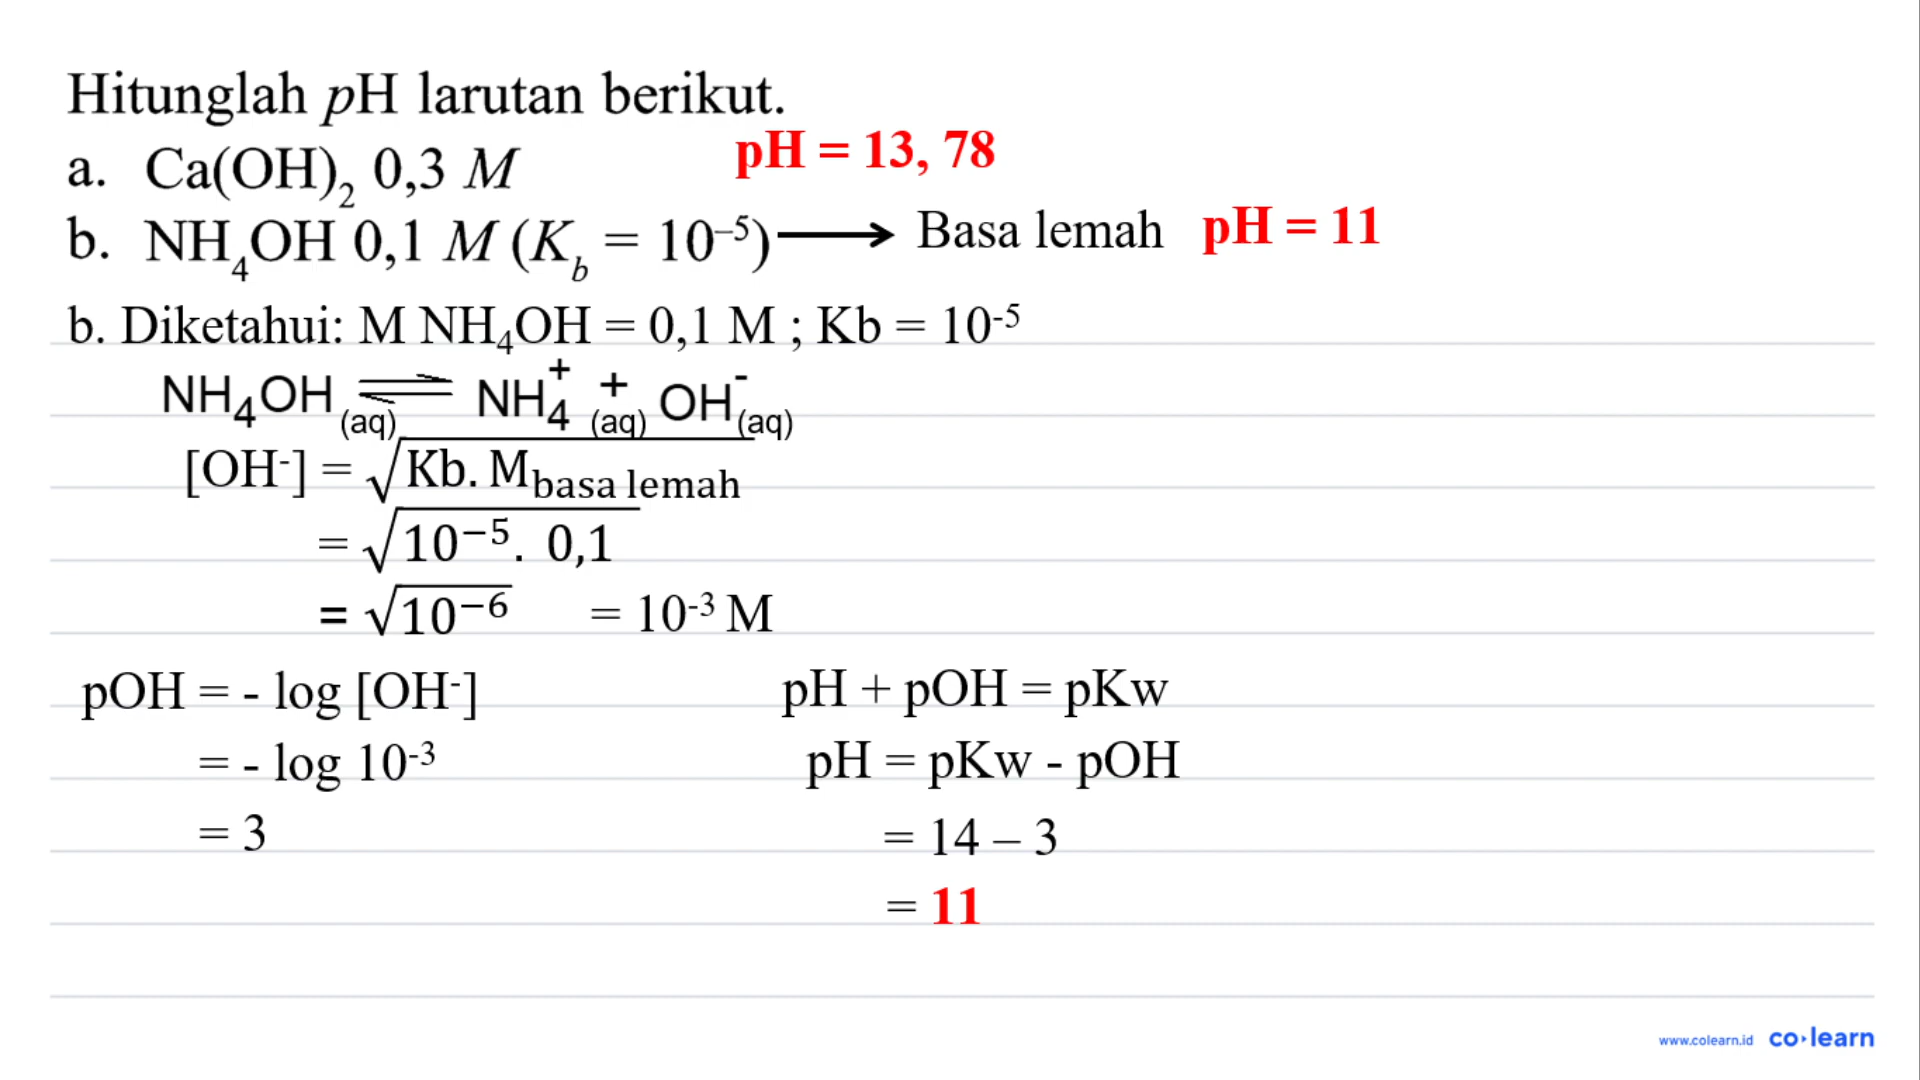 Hitunglah pH larutan berikut.
a. Ca(OH)₂ 0,3 M pH = 13, 78
b. NH₄OH 0,1 M (K_b = 10⁻⁵) ⟶ Basa lemah pH = 11
b. Diketahui: M NH₄OH = 0,1 M ; Kb = 10⁻⁵
NH₄OH (aq) ⇌ NH₄⁺ (aq) + OH⁻ (aq)
[OH⁻] = √(Kb. M_basa lemah)
= √(10⁻⁵. 0,1)
= √(10⁻⁶) = 10⁻³ M
pOH = - log [OH⁻]
= - log 10⁻³
= 3
pH + pOH = pKw
pH = pKw - pOH
= 14 – 3
= 11
www.colearn.id co▸learn